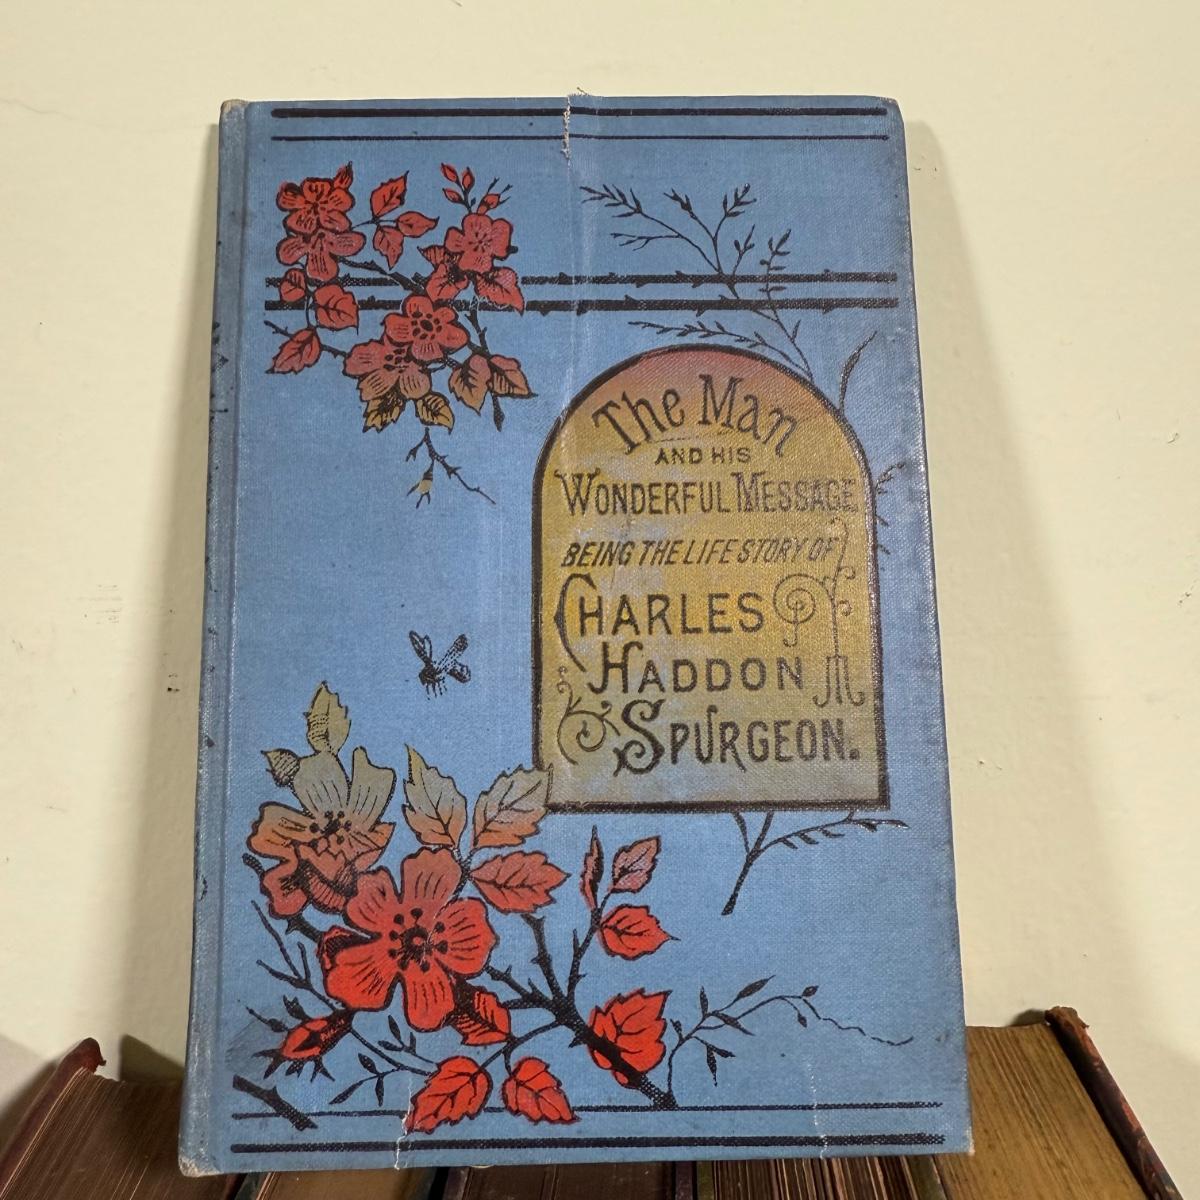 The Man
AND HIS
WONDERFUL MESSAGE
BEING THE LIFE STORY OF
CHARLES
HADDON
SPURGEON.